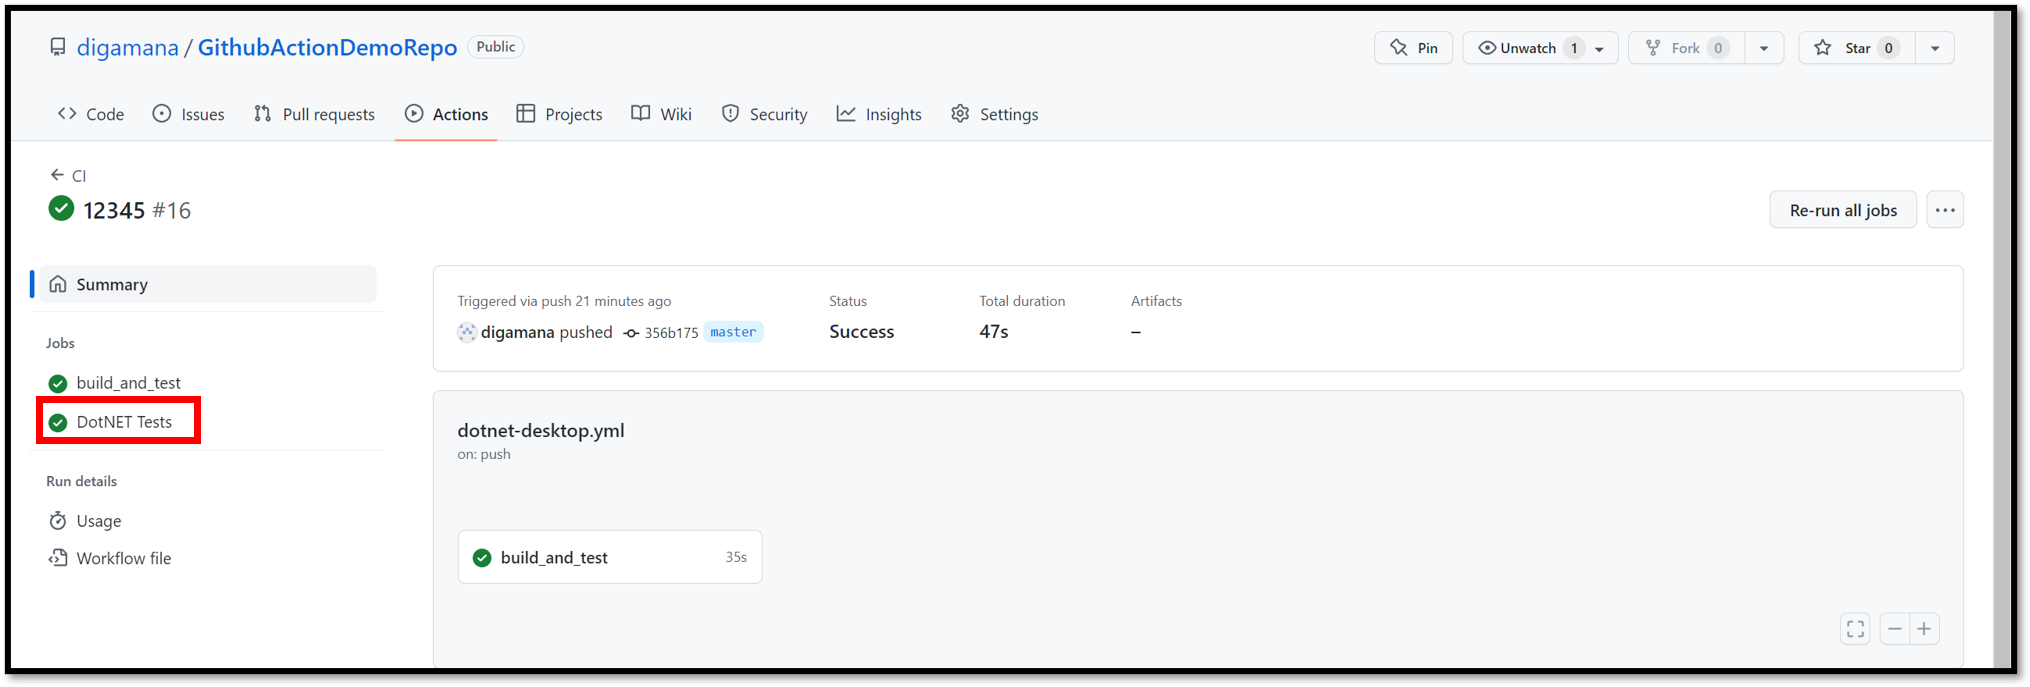 digamana / GithubActionDemoRepo Public Pin Unwatch 1 Fork 0 Star 0
Code Issues Pull requests Actions Projects Wiki Security Insights Settings
CI
12345 #16
Re-run all jobs
Summary
Jobs
build_and_test
DotNET Tests
Run details
Usage
Workflow file
Triggered via push 21 minutes ago
digamana pushed 356b175 master
Status
Success
Total duration
47s
Artifacts
–
dotnet-desktop.yml
on: push
build_and_test 35s